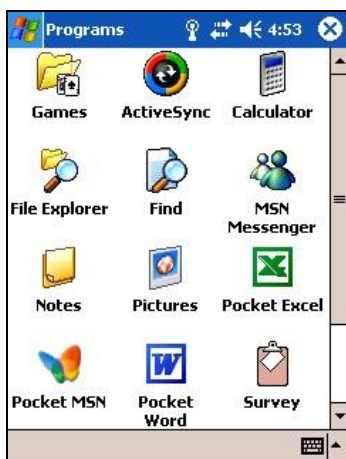 Programs 4:53
Games ActiveSync Calculator
File Explorer Find MSN
Messenger
Notes Pictures Pocket Excel
Pocket MSN Pocket Survey
Word